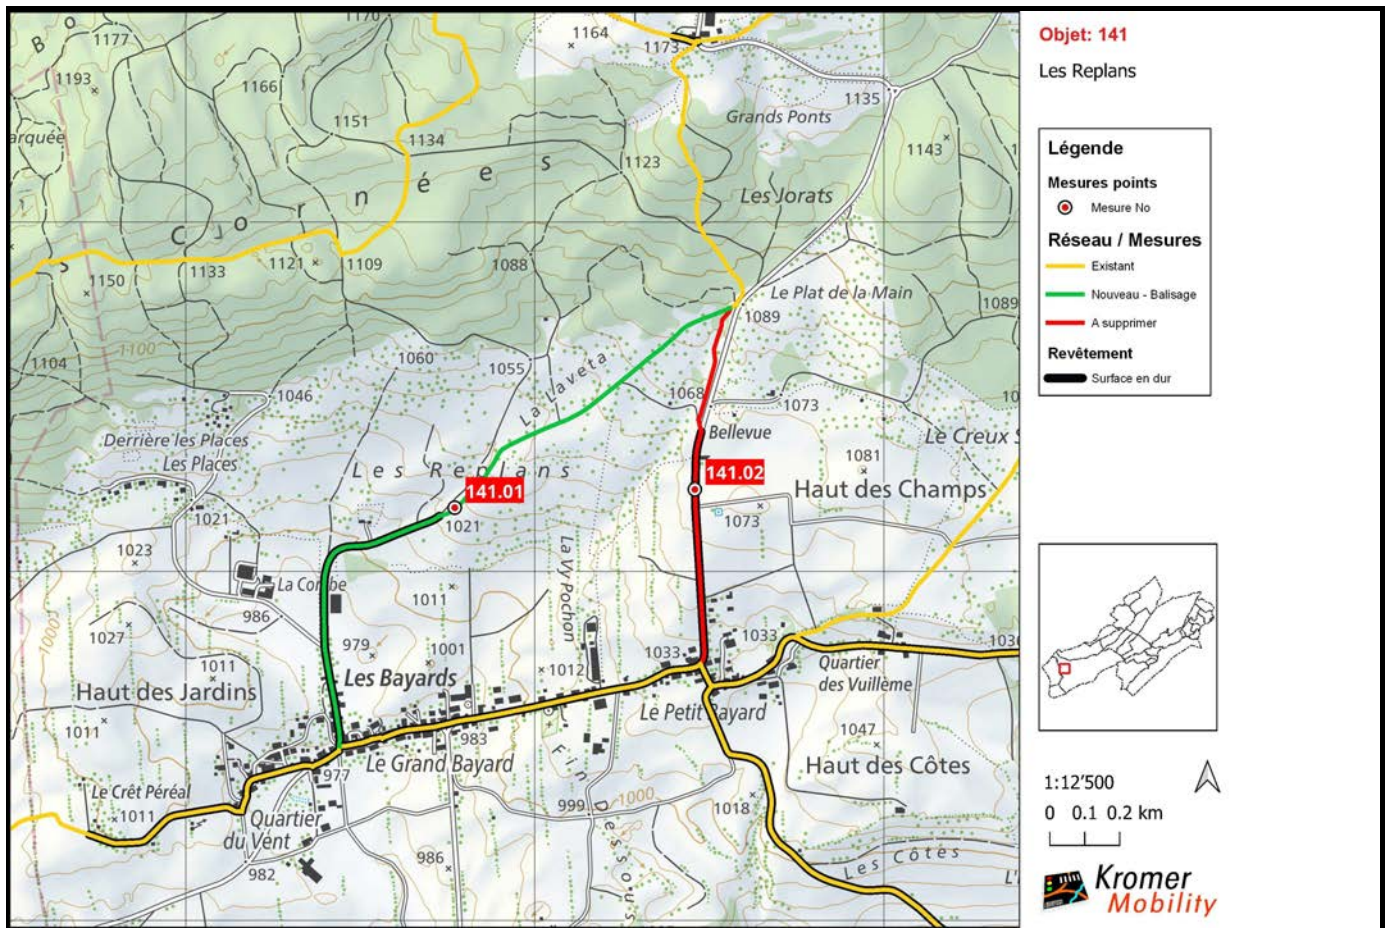 1177
1170
1164
1173
B
o
1193
1166
1135
1151
Grands Ponts
arquée
1134
1143
1123
n é e s
Les Jorats
C o r
1133
1121
1109
1088
1150
Le Plat de la Main
1089
1089
1104
1100
1060
1055
La Laveta
1046
1068
1073
Derrière les Places
Bellevue
Le Creux S
Les Places
Les Replans
141.02
1081
141.01
Haut des Champs
1021
1021
1073
1023
La Combe
La Vy Pochon
986
1011
1000
1027
979
1033
1011
1001
1033
1012
Quartier
des Vuillème
Haut des Jardins
Les Bayards
Le Petit Bayard
1011
983
1047
Le Grand Bayard
Haut des Côtes
977
Le Crêt Péréal
1011
Quartier
du Vent
Fin Dessous
1000
999
1018
986
982
Les Côtes
L'
Objet: 141
Les Replans
Légende
Mesures points
Mesure No
Réseau / Mesures
Existant
Nouveau - Balisage
A supprimer
Revêtement
Surface en dur
1:12'500
0 0.1 0.2 km
Kromer
Mobility